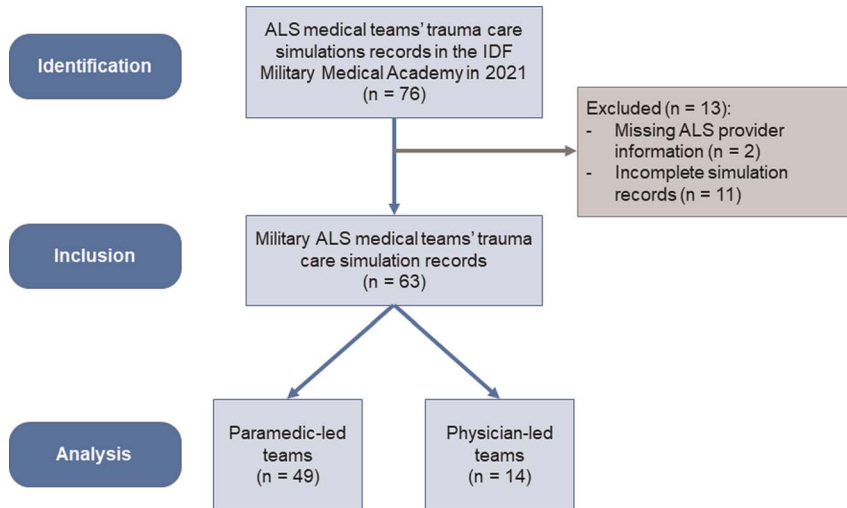 Identification
ALS medical teams' trauma care
simulations records in the IDF
Military Medical Academy in 2021
(n = 76)
Excluded (n = 13):
- Missing ALS provider
information (n = 2)
- Incomplete simulation
records (n = 11)
Inclusion
Military ALS medical teams' trauma
care simulation records
(n = 63)
Analysis
Paramedic-led
teams
(n = 49)
Physician-led
teams
(n = 14)